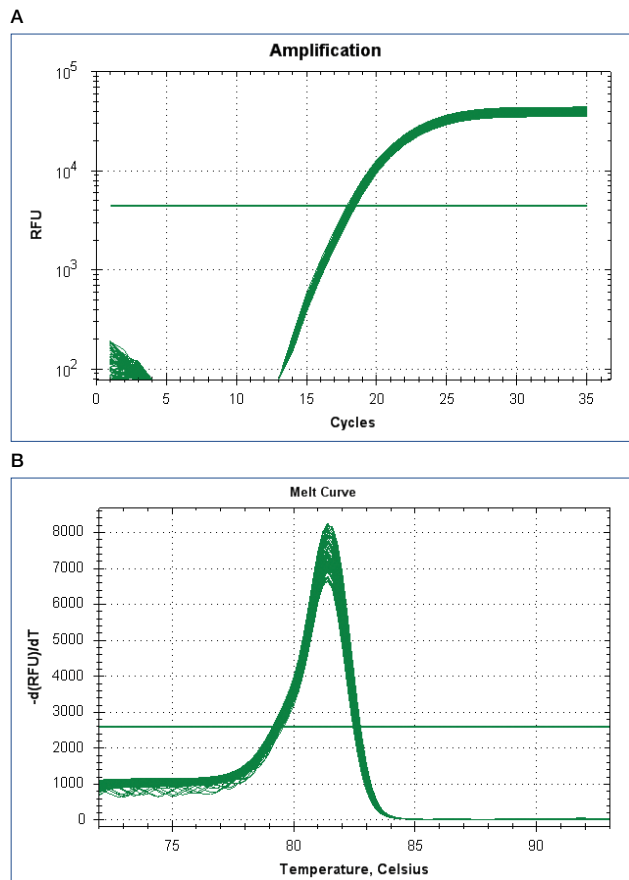 A
Amplification
10^5
10^4
10^3
10^2
RFU
0 5 10 15 20 25 30 35
Cycles
B
Melt Curve
8000
7000
6000
5000
4000
3000
2000
1000
0
-d(RFU)/dT
75 80 85 90
Temperature, Celsius